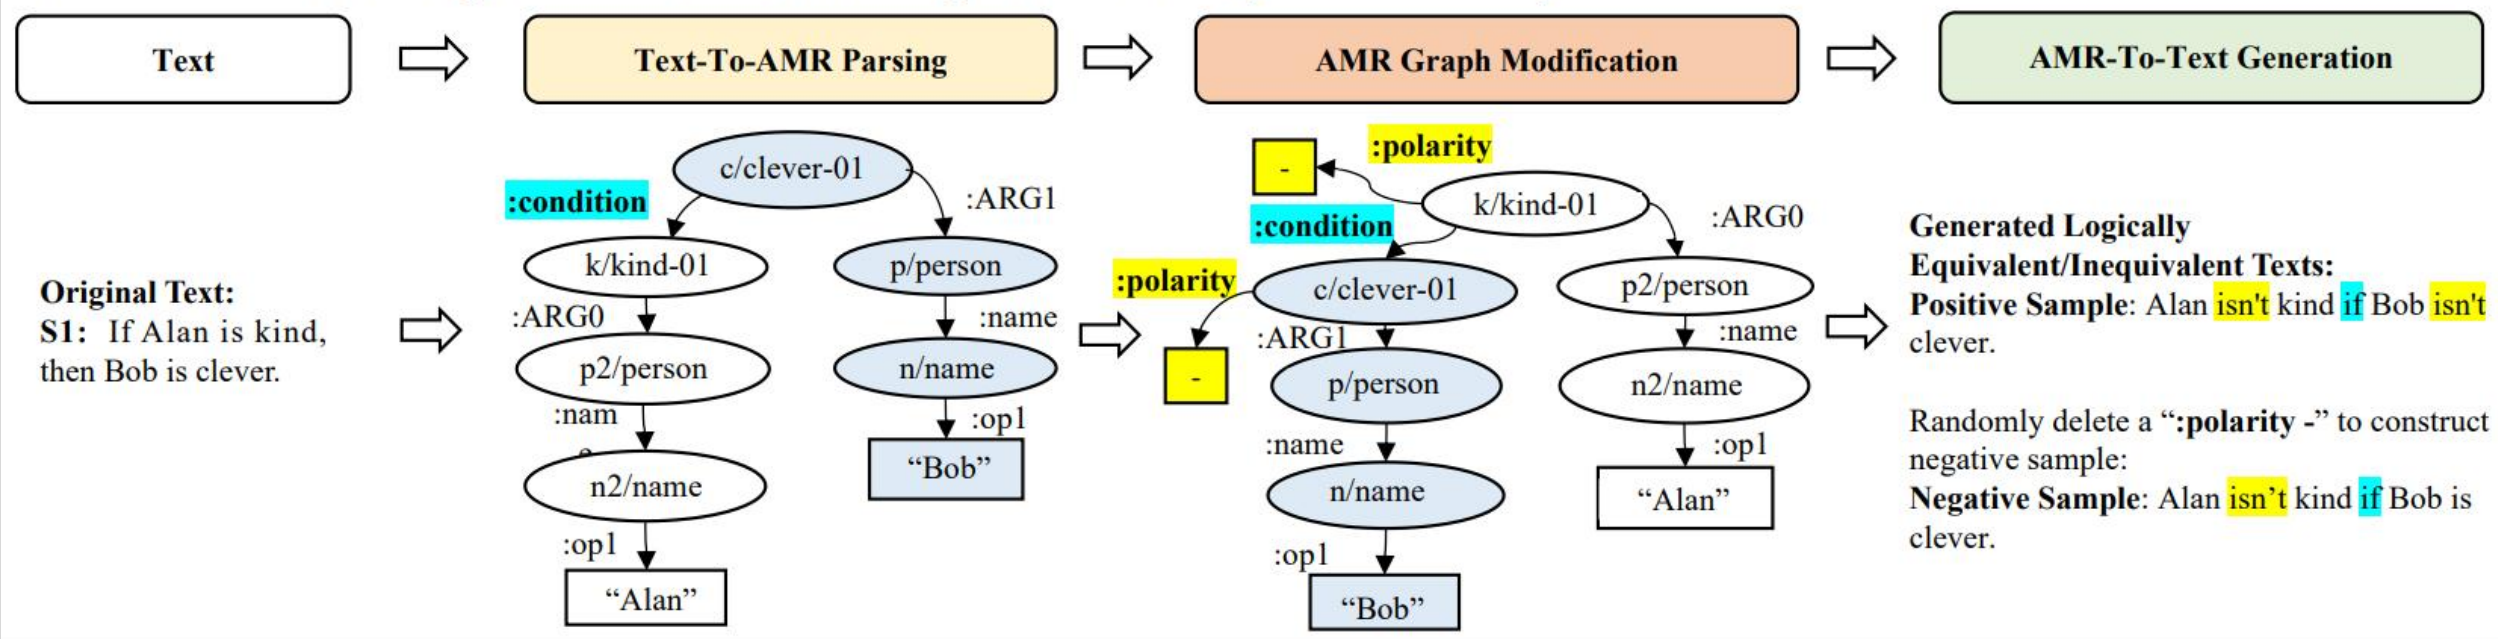 Text
Text-To-AMR Parsing
AMR Graph Modification
AMR-To-Text Generation
Original Text:
S1: If Alan is kind,
then Bob is clever.
c/clever-01
:condition
:ARG1
k/kind-01
p/person
:ARG0
:name
p2/person
n/name
:nam
e
:op1
n2/name
"Bob"
:op1
"Alan"
:polarity
-
k/kind-01
:condition
:ARG0
:polarity
c/clever-01
p2/person
:ARG1
:name
-
p/person
n2/name
:name
:op1
n/name
"Alan"
:op1
"Bob"
Generated Logically
Equivalent/Inequivalent Texts:
Positive Sample: Alan isn't kind if Bob isn't
clever.
Randomly delete a ":polarity -" to construct
negative sample:
Negative Sample: Alan isn't kind if Bob is
clever.